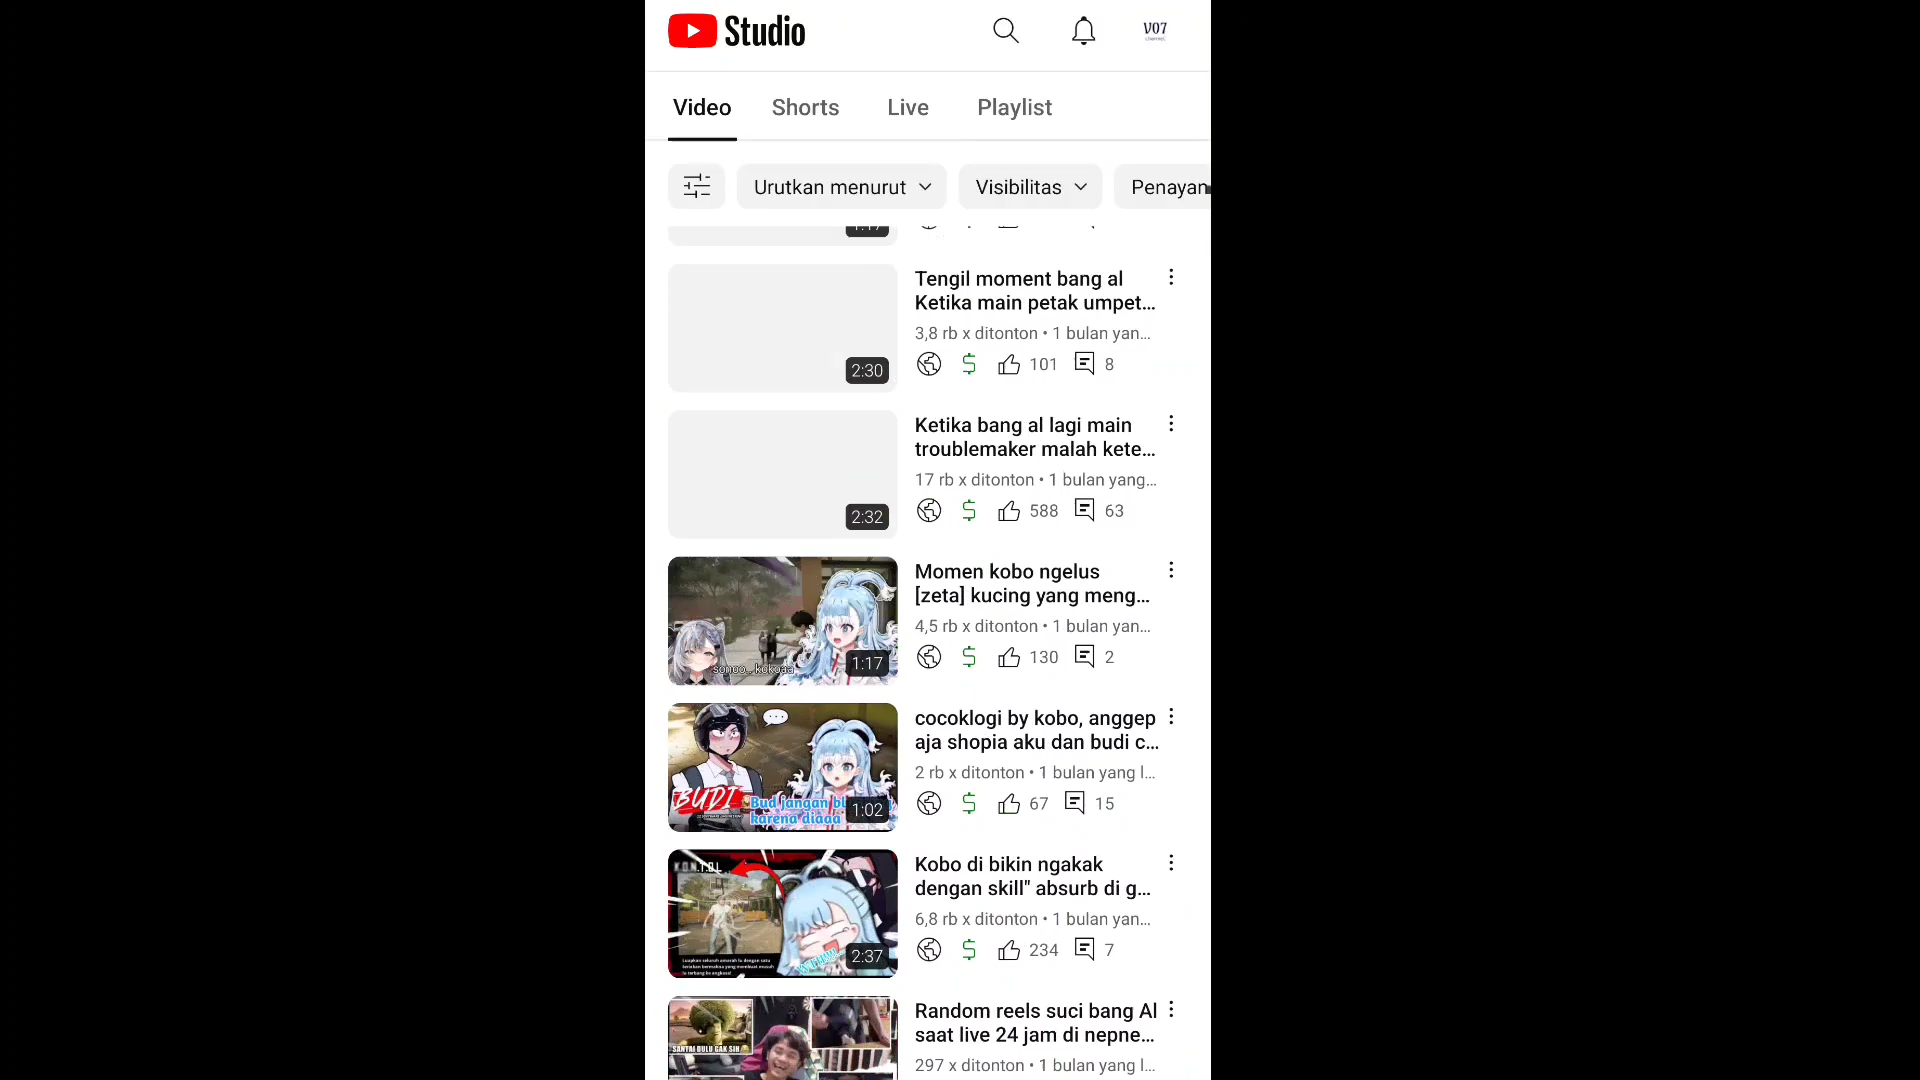 Studio
V07
channel
Video Shorts Live Playlist
Urutkan menurut Visibilitas Penayan
Tengil moment bang al
Ketika main petak umpet...
3,8 rb x ditonton • 1 bulan yan...
2:30
101 8
Ketika bang al lagi main
troublemaker malah kete...
17 rb x ditonton • 1 bulan yang...
2:32
588 63
Momen kobo ngelus
[zeta] kucing yang meng...
4,5 rb x ditonton • 1 bulan yan...
1:17
130 2
cocoklogi by kobo, anggep
aja shopia aku dan budi c...
2 rb x ditonton • 1 bulan yang l...
BUDI
Bud jangan
karena diaaa
1:02
67 15
Kobo di bikin ngakak
dengan skill" absurb di g...
6,8 rb x ditonton • 1 bulan yan...
2:37
234 7
Random reels suci bang Al
saat live 24 jam di nepne...
SANTAI DULU GAK SIH
297 x ditonton • 1 bulan yang l...